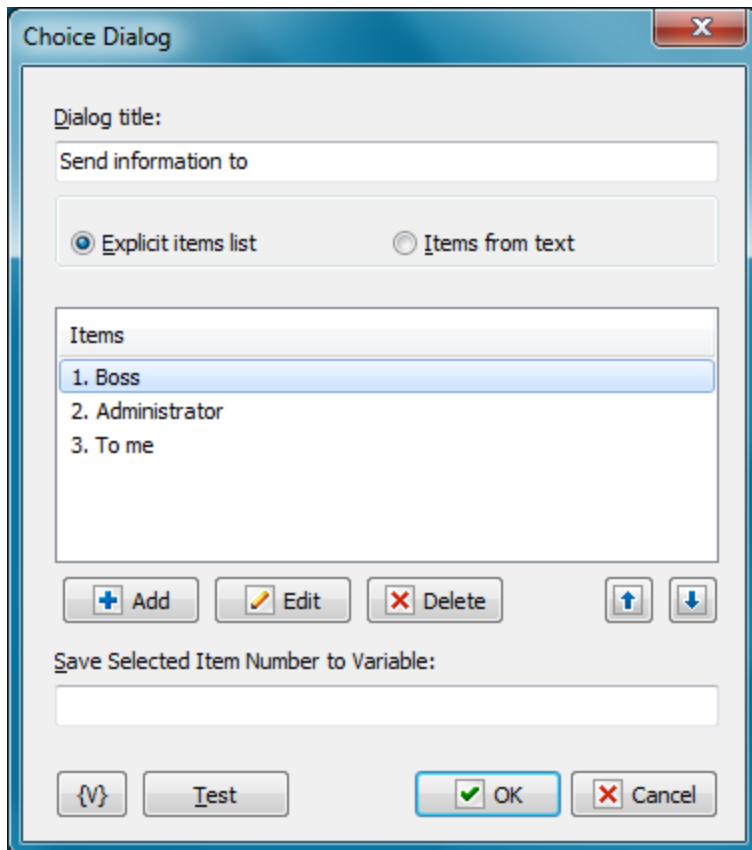 Choice Dialog
Dialog title:
Send information to
Explicit items list Items from text
Items
1. Boss
2. Administrator
3. To me
Add Edit Delete
Save Selected Item Number to Variable:
{V} Test OK Cancel